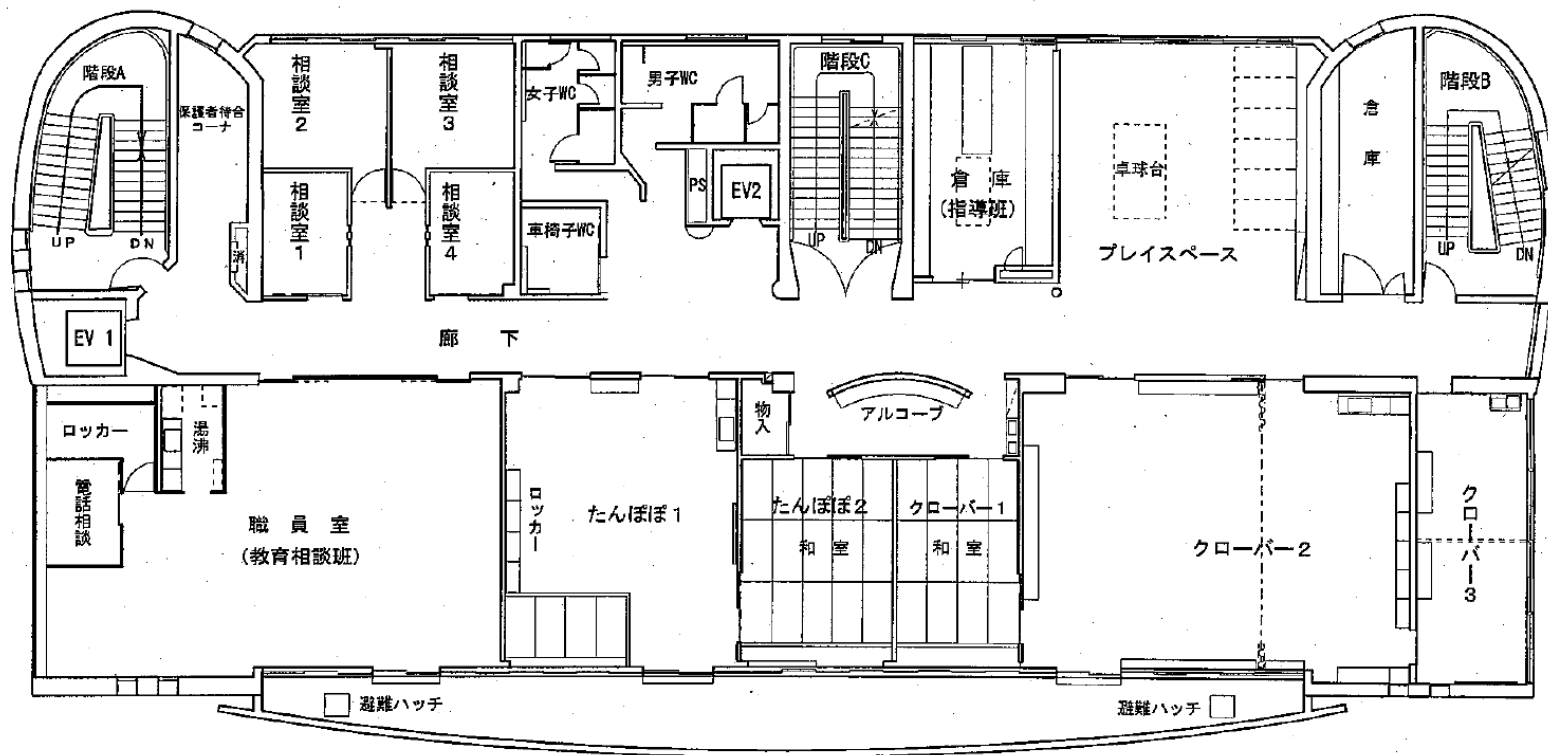 階段A
保護者待合
コーナ
相談室2
相談室3
女子WC
男子WC
階段C
倉庫
(指導班)
卓球台
プレイスペース
倉庫
階段B
相談室1
相談室4
車椅子WC
PS
EV2
消
UP
DN
UP
DN
UP
DN
EV 1
廊下
ロッカー
湯沸
電話相談
職員室
(教育相談班)
ロッカー
たんぽぽ1
物入
アルコーブ
たんぽぽ2
和室
クローバー1
和室
クローバー2
クローバー3
避難ハッチ
避難ハッチ